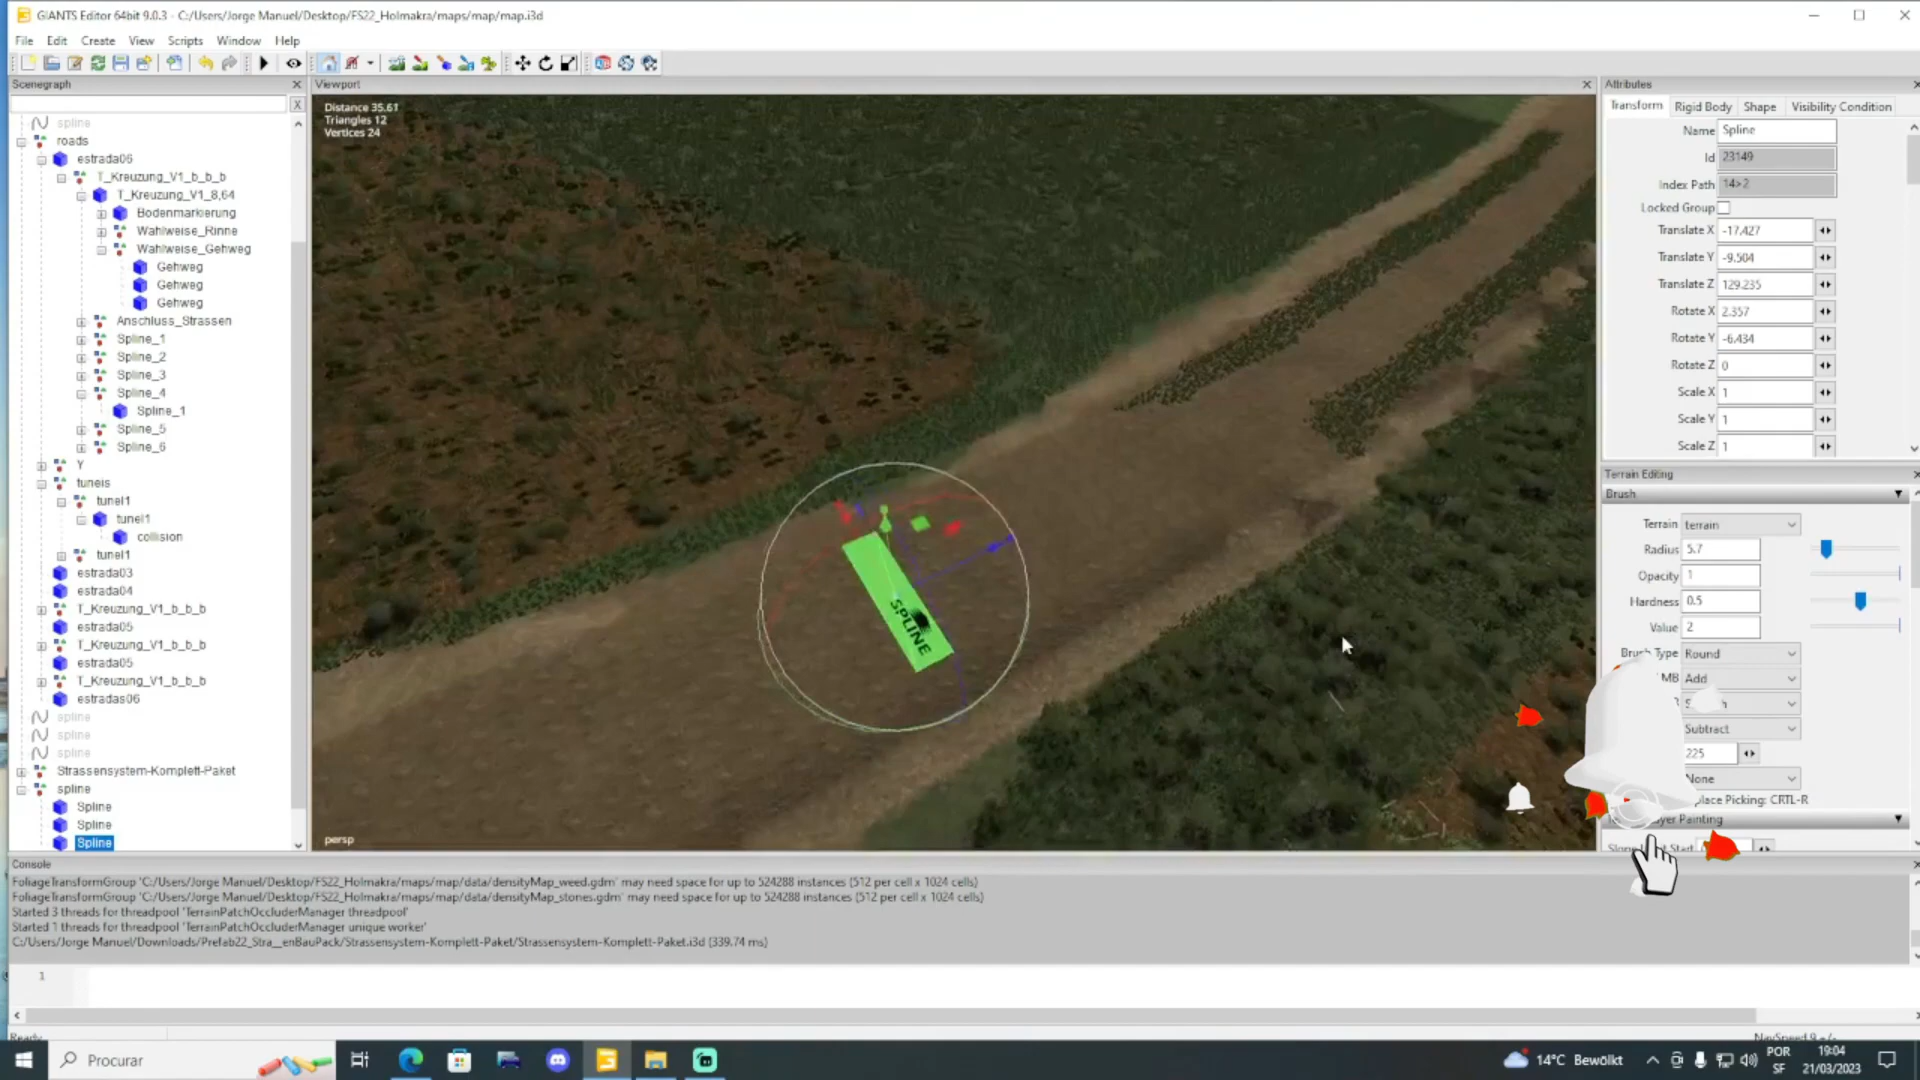 GIANTS Editor 64bit 9.0.3 - C:/Users/Jorge Manuel/Desktop/FS22_Holmakra/maps/map/map.i3d
File Edit Create View Scripts Window Help
Scenegraph
X
spline
roads
estrada06
T_Kreuzung_V1_b_b_b
T_Kreuzung_V1_8,64
Bodenmarkierung
Wahlweise_Rinne
Wahlweise_Gehweg
Gehweg
Gehweg
Gehweg
Anschluss_Strassen
Spline_1
Spline_2
Spline_3
Spline_4
Spline_1
Spline_5
Spline_6
Y
tuneis
tunel1
tunel1
collision
tunel1
estrada03
estrada04
T_Kreuzung_V1_b_b_b
estrada05
T_Kreuzung_V1_b_b_b
estrada05
T_Kreuzung_V1_b_b_b
estradas06
spline
spline
spline
Strassensystem-Komplett-Paket
spline
Spline
Spline
Spline
Viewport
Distance 35.61
Triangles 12
Vertices 24
SPLINE
persp
Attributes
Transform Rigid Body Shape Visibility Condition
Name Spline
Id 23149
Index Path 14>2
Locked Group
Translate X -17.427
Translate Y -9.504
Translate Z 129.235
Rotate X 2.357
Rotate Y -6.434
Rotate Z 0
Scale X 1
Scale Y 1
Scale Z 1
Terrain Editing
Brush
Terrain terrain
Radius 5.7
Opacity 1
Hardness 0.5
Value 2
Brush Type Round
MB Add
Subtract
225
None
place Picking: CRTL-R
yer Painting
Console
FoliageTransformGroup 'C:/Users/Jorge Manuel/Desktop/FS22_Holmakra/maps/map/data/densityMap_weed.gdm' may need space for up to 524288 instances (512 per cell x 1024 cells)
FoliageTransformGroup 'C:/Users/Jorge Manuel/Desktop/FS22_Holmakra/maps/map/data/densityMap_stones.gdm' may need space for up to 524288 instances (512 per cell x 1024 cells)
Started 3 threads for threadpool 'TerrainPatchOccluderManager threadpool'
Started 1 threads for threadpool 'TerrainPatchOccluderManager unique worker'
C:/Users/Jorge Manuel/Downloads/Prefab22_Stra__enBauPack/Strassensystem-Komplett-Paket/Strassensystem-Komplett-Paket.i3d (339.74 ms)
1
Ready
Procurar
14°C Bewölkt
POR
SF
19:04
21/03/2023